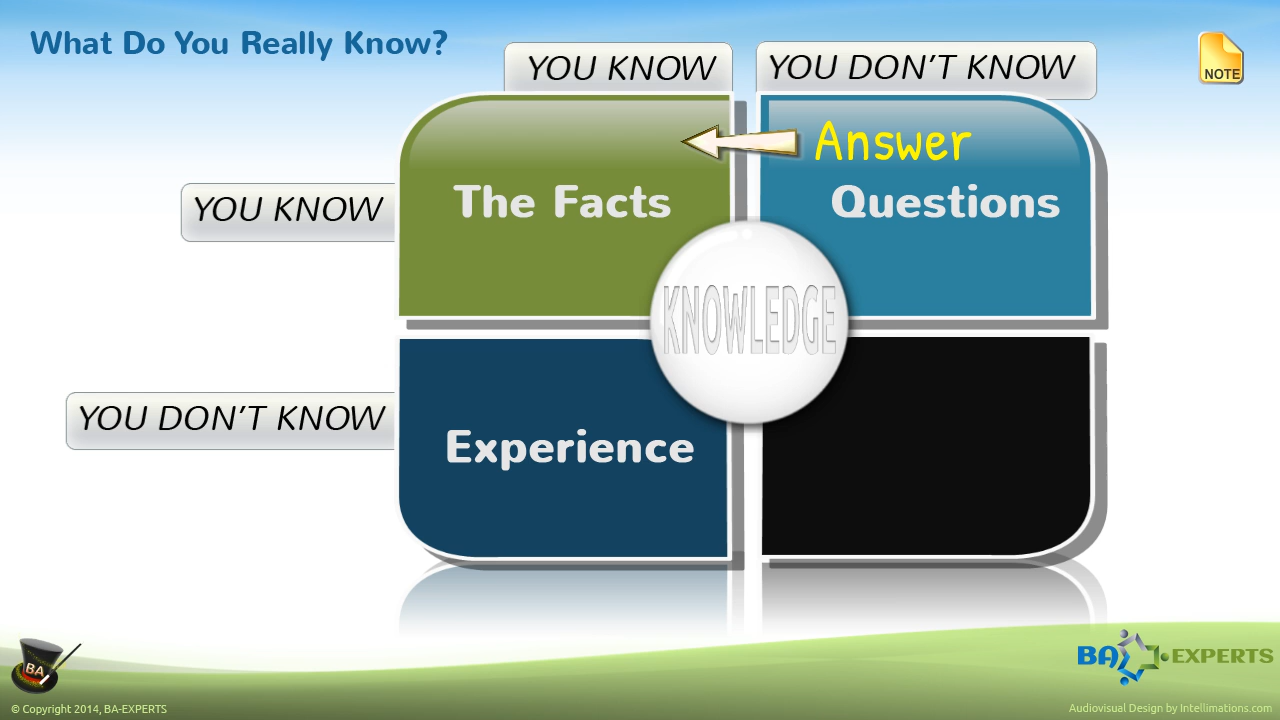 What Do You Really Know?
YOU KNOW
YOU DON'T KNOW
NOTE
Answer
YOU KNOW
The Facts
Questions
KNOWLEDGE
YOU DON'T KNOW
Experience
BA
BA EXPERTS
© Copyright 2014, BA-EXPERTS
Audiovisual Design by Intellimations.com